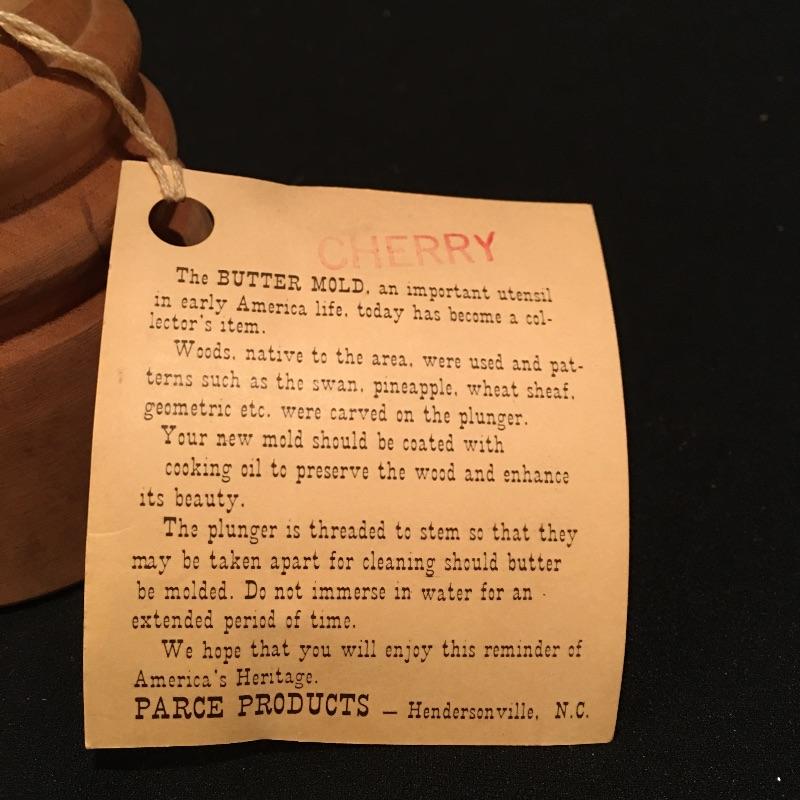 CHERRY
The BUTTER MOLD, an important utensil
in early America life, today has become a col-
lector's item.
Woods, native to the area, were used and pat-
terns such as the swan, pineapple, wheat sheaf,
geometric etc. were carved on the plunger.
Your new mold should be coated with
cooking oil to preserve the wood and enhance
its beauty.
The plunger is threaded to stem so that they
may be taken apart for cleaning should butter
be molded. Do not immerse in water for an
extended period of time.
We hope that you will enjoy this reminder of
America's Heritage.
PARCE PRODUCTS — Hendersonville, N.C.